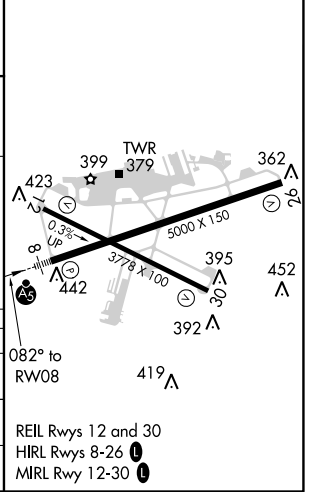 TWR
399
379
362
423
12
V
26
V
0.3%
UP
5000 X 150
8
P
3778 X 100
395
442
V
30
452
A5
392
082° to
RW08
419
REIL Rwys 12 and 30
HIRL Rwys 8-26 L
MIRL Rwy 12-30 L